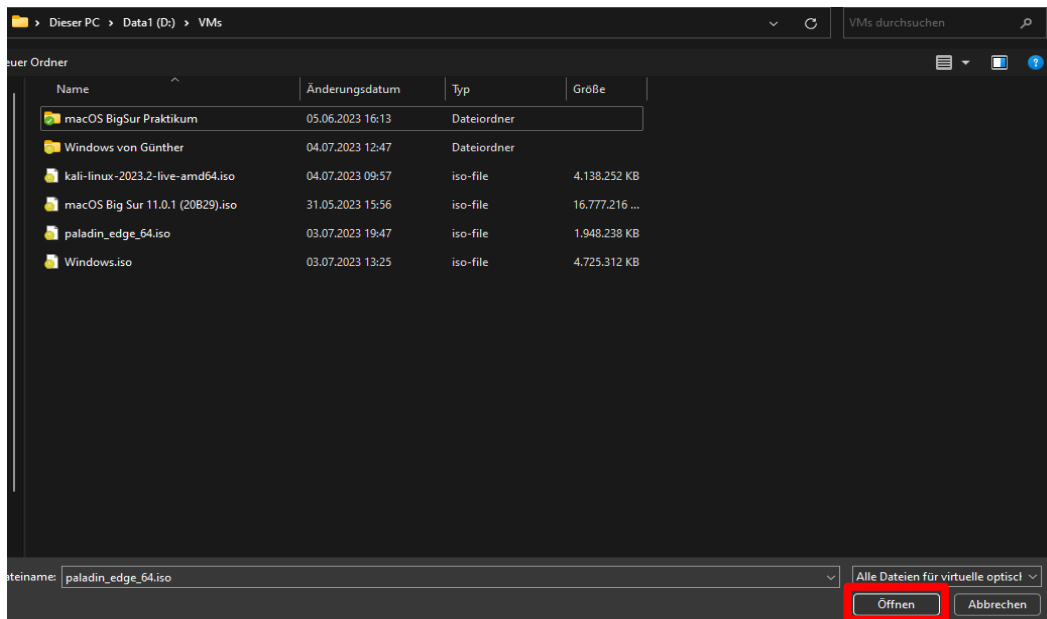 Dieser PC > Data1 (D:) > VMs VMs durchsuchen
euer Ordner
Name Änderungsdatum Typ Größe
macOS BigSur Praktikum 05.06.2023 16:13 Dateiordner
Windows von Günther 04.07.2023 12:47 Dateiordner
kali-linux-2023.2-live-amd64.iso 04.07.2023 09:57 iso-file 4.138.252 KB
macOS Big Sur 11.0.1 (20B29).iso 31.05.2023 15:56 iso-file 16.777.216 ...
paladin_edge_64.iso 03.07.2023 19:47 iso-file 1.948.238 KB
Windows.iso 03.07.2023 13:25 iso-file 4.725.312 KB
ateiname: paladin_edge_64.iso Alle Dateien für virtuelle optiscl
Öffnen Abbrechen